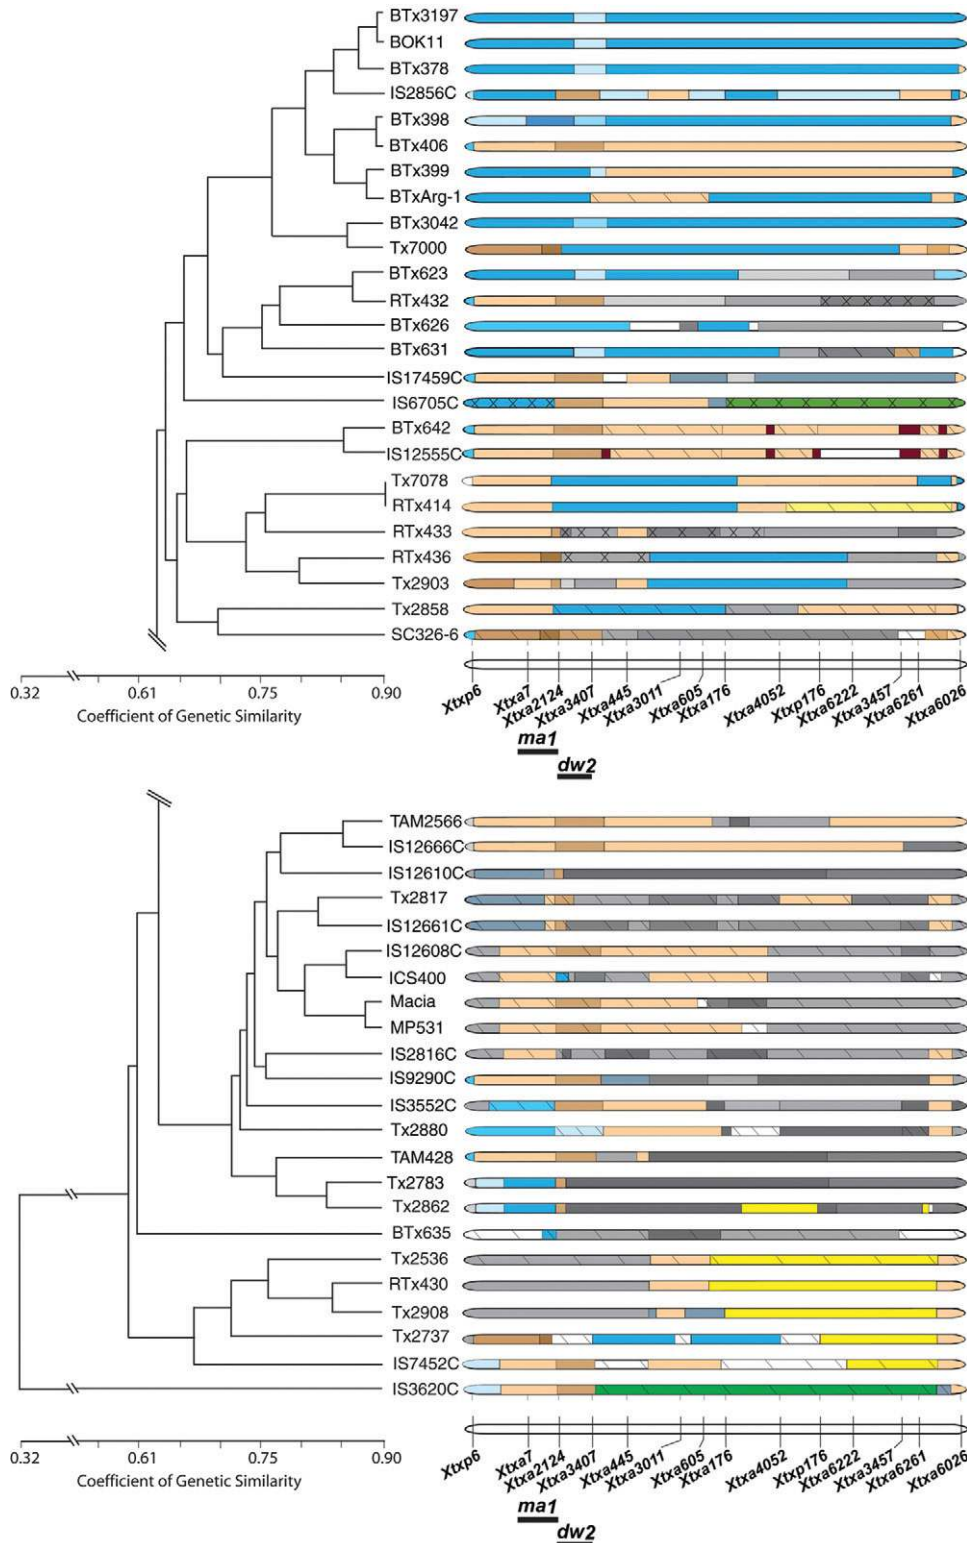 BTx3197
BOK11
BTx378
IS2856C
BTx398
BTx406
BTx399
BTxArg-1
BTx3042
Tx7000
BTx623
RTx432
BTx626
BTx631
IS17459C
IS6705C
BTx642
IS12555C
Tx7078
RTx414
RTx433
RTx436
Tx2903
Tx2858
SC326-6
0.32 0.61 0.75 0.90
Coefficient of Genetic Similarity
Xtxp6 Xtxa7 Xtxa2124 Xtxa3407 Xtxa445 Xtxa3011 Xtxa605 Xtxa176 Xtxa4052 Xtxp176 Xtxa6222 Xtxa3457 Xtxa6261 Xtxa6026
ma1
dw2
TAM2566
IS12666C
IS12610C
Tx2817
IS12661C
IS12608C
ICS400
Macia
MP531
IS2816C
IS9290C
IS3552C
Tx2880
TAM428
Tx2783
Tx2862
BTx635
Tx2536
RTx430
Tx2908
Tx2737
IS7452C
IS3620C
0.32 0.61 0.75 0.90
Coefficient of Genetic Similarity
Xtxp6 Xtxa7 Xtxa2124 Xtxa3407 Xtxa445 Xtxa3011 Xtxa605 Xtxa176 Xtxa4052 Xtxp176 Xtxa6222 Xtxa3457 Xtxa6261 Xtxa6026
ma1
dw2